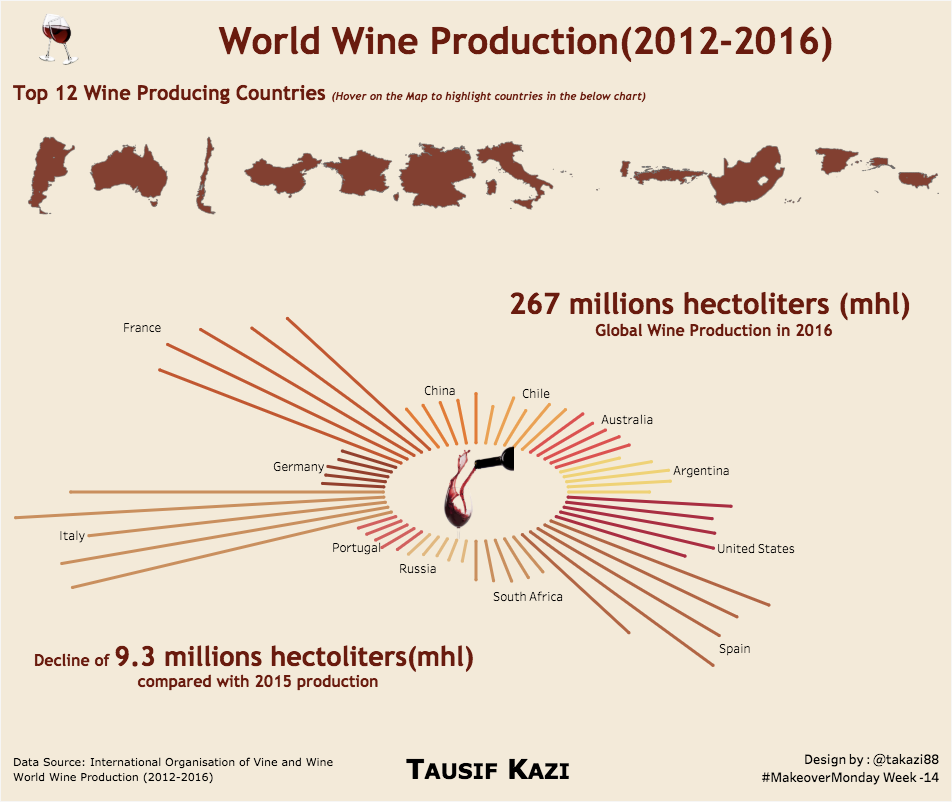 World Wine Production(2012-2016)
Top 12 Wine Producing Countries (Hover on the Map to highlight countries in the below chart)
267 millions hectoliters (mhl)
Global Wine Production in 2016
France
China
Chile
Australia
Germany
Argentina
Italy
Portugal
United States
Russia
South Africa
Spain
Decline of 9.3 millions hectoliters(mhl)
compared with 2015 production
Data Source: International Organisation of Vine and Wine
World Wine Production (2012-2016)
TAUSIF KAZI
Design by : @takazi88
#MakeoverMonday Week -14